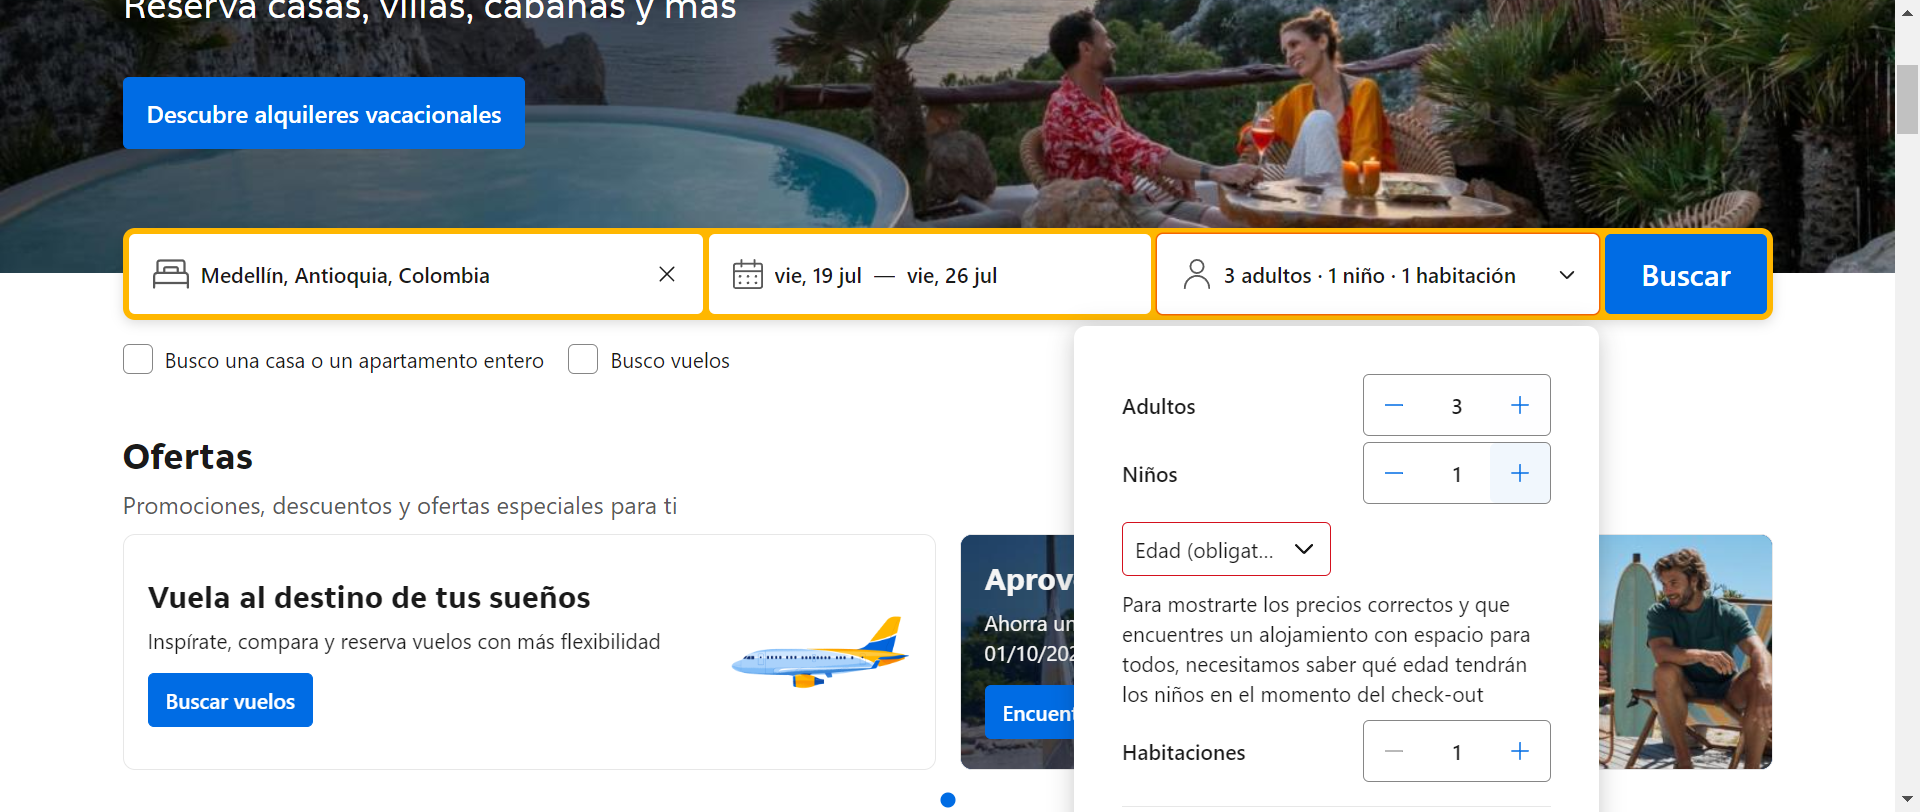 Reserva casas, villas, cabañas y más
Descubre alquileres vacacionales
Medellín, Antioquia, Colombia
vie, 19 jul — vie, 26 jul
3 adultos · 1 niño · 1 habitación
Buscar
Busco una casa o un apartamento entero
Busco vuelos
Adultos
3
Niños
1
Edad (obligat...
Para mostrarte los precios correctos y que
encuentres un alojamiento con espacio para
todos, necesitamos saber qué edad tendrán
los niños en el momento del check-out
Habitaciones
1
Ofertas
Promociones, descuentos y ofertas especiales para ti
Vuela al destino de tus sueños
Inspírate, compara y reserva vuelos con más flexibilidad
Buscar vuelos
Aprov
Ahorra un
01/10/202
Encuent